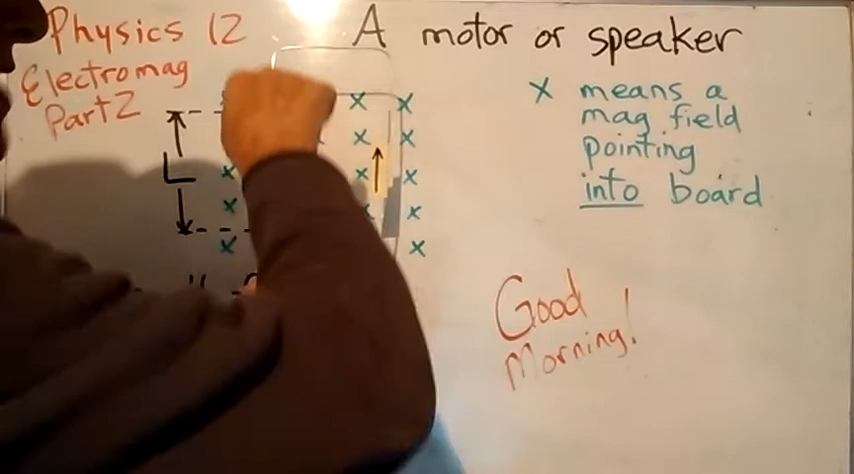 Physics 12
Electromag
Part 2
A motor or speaker
x means a
mag field
pointing
into board
L
x x
x x
x x x
x x
x x
Good
Morning!